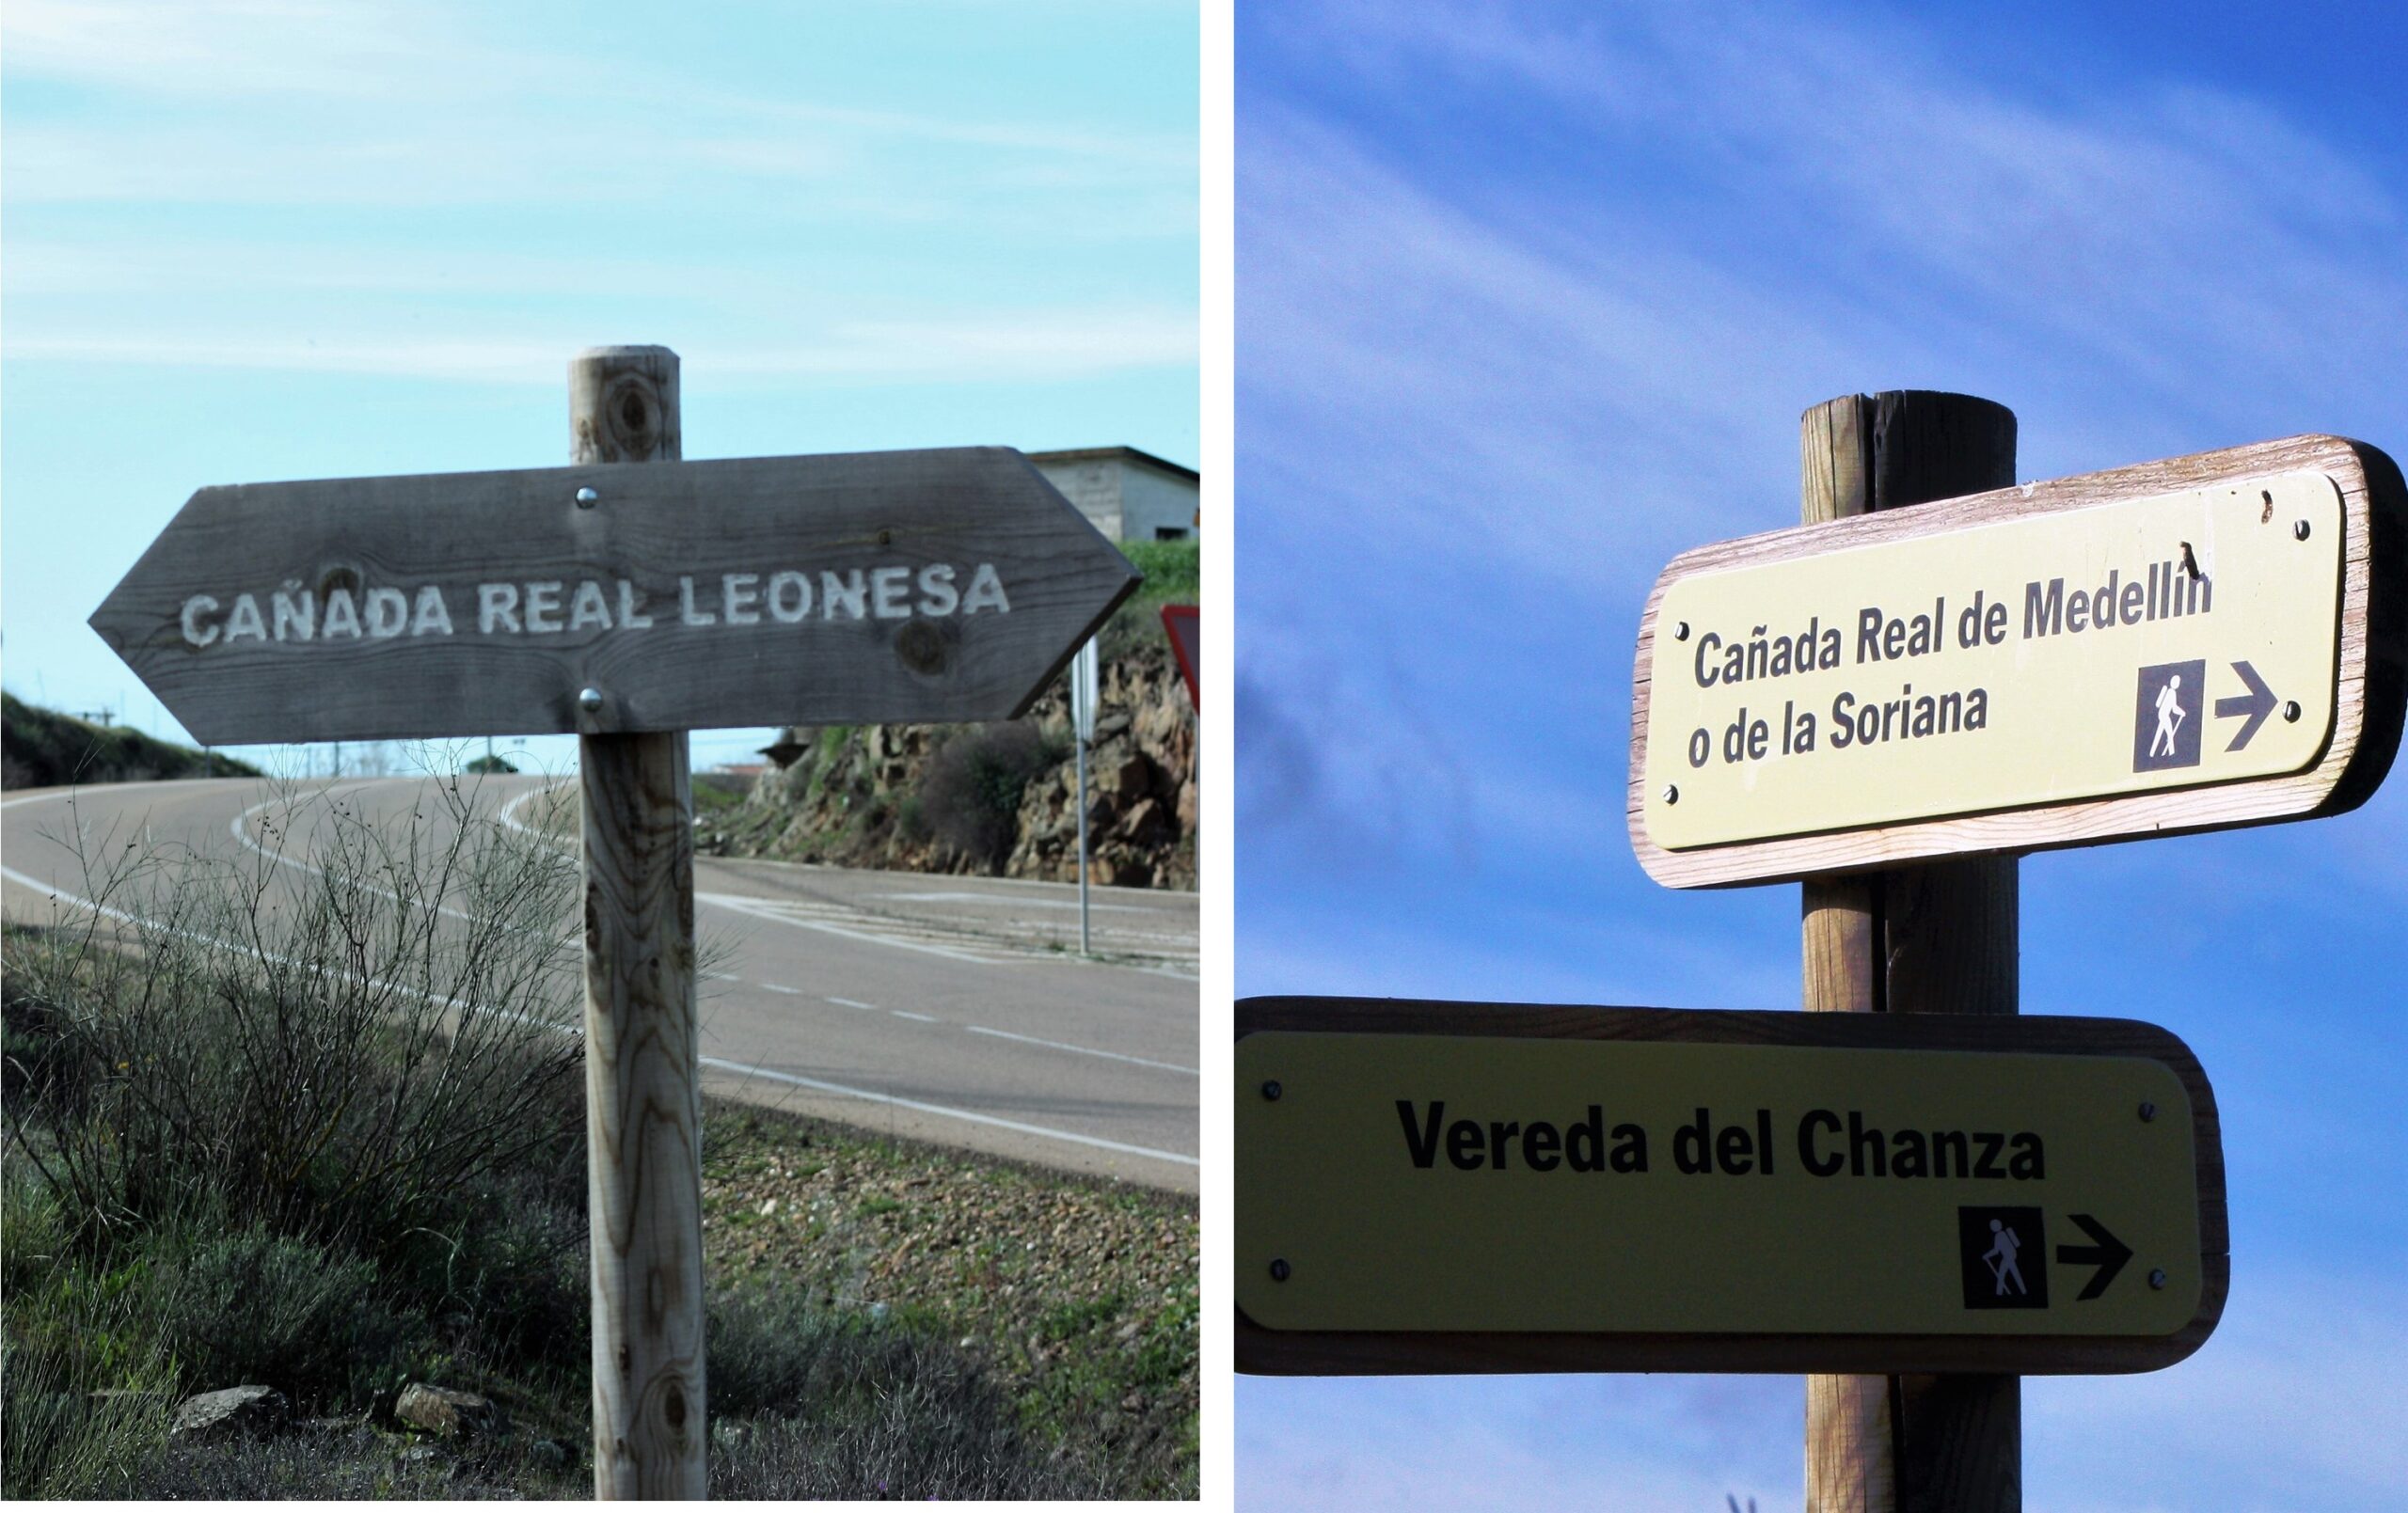 CAÑADA REAL LEONESA
Cañada Real de Medellín
o de la Soriana
Vereda del Chanza